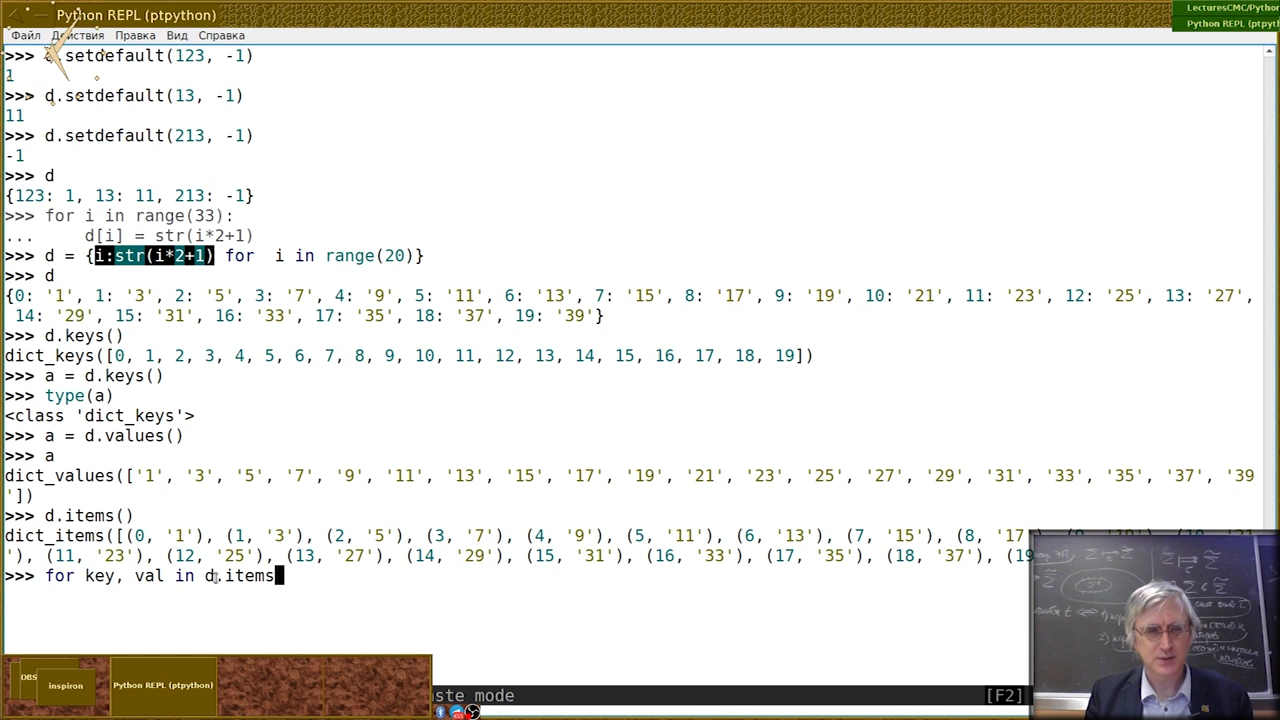 Python REPL (ptpython)
LecturesCMC/Python
Python REPL (ptpyth
Файл Действия Правка Вид Справка
>>> d.setdefault(123, -1)
1
>>> d.setdefault(13, -1)
11
>>> d.setdefault(213, -1)
-1
>>> d
{123: 1, 13: 11, 213: -1}
>>> for i in range(33):
... d[i] = str(i*2+1)
>>> d = {i:str(i*2+1) for i in range(20)}
>>> d
{0: '1', 1: '3', 2: '5', 3: '7', 4: '9', 5: '11', 6: '13', 7: '15', 8: '17', 9: '19', 10: '21', 11: '23', 12: '25', 13: '27',
14: '29', 15: '31', 16: '33', 17: '35', 18: '37', 19: '39'}
>>> d.keys()
dict_keys([0, 1, 2, 3, 4, 5, 6, 7, 8, 9, 10, 11, 12, 13, 14, 15, 16, 17, 18, 19])
>>> a = d.keys()
>>> type(a)
<class 'dict_keys'>
>>> a = d.values()
>>> a
dict_values(['1', '3', '5', '7', '9', '11', '13', '15', '17', '19', '21', '23', '25', '27', '29', '31', '33', '35', '37', '39
'])
>>> d.items()
dict_items([(0, '1'), (1, '3'), (2, '5'), (3, '7'), (4, '9'), (5, '11'), (6, '13'), (7, '15'), (8, '17
'), (11, '23'), (12, '25'), (13, '27'), (14, '29'), (15, '31'), (16, '33'), (17, '35'), (18, '37'), (19
>>> for key, val in d.items
OBS
inspiron
Python REPL (ptpython)
ste mode
[F2]